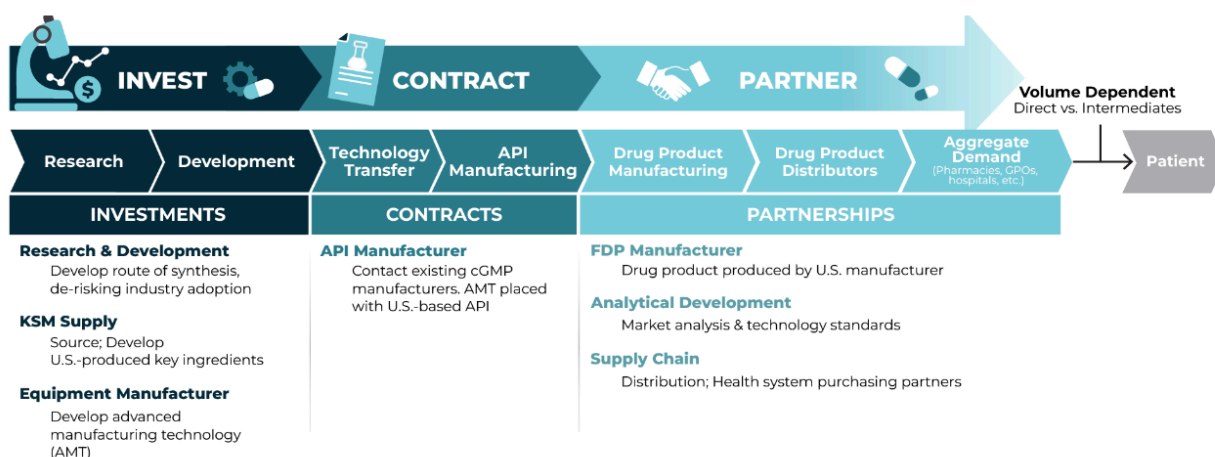 INVEST
CONTRACT
PARTNER
$
Volume Dependent
Direct vs. Intermediates
Research
Development
Technology
Transfer
API
Manufacturing
Drug Product
Manufacturing
Drug Product
Distributors
Aggregate
Demand
(Pharmacies, GPOs,
hospitals, etc.)
Patient
INVESTMENTS
CONTRACTS
PARTNERSHIPS
Research & Development
Develop route of synthesis,
de-risking industry adoption
KSM Supply
Source; Develop
U.S.-produced key ingredients
Equipment Manufacturer
Develop advanced
manufacturing technology
(AMT)
API Manufacturer
Contact existing cGMP
manufacturers. AMT placed
with U.S.-based API
FDP Manufacturer
Drug product produced by U.S. manufacturer
Analytical Development
Market analysis & technology standards
Supply Chain
Distribution; Health system purchasing partners